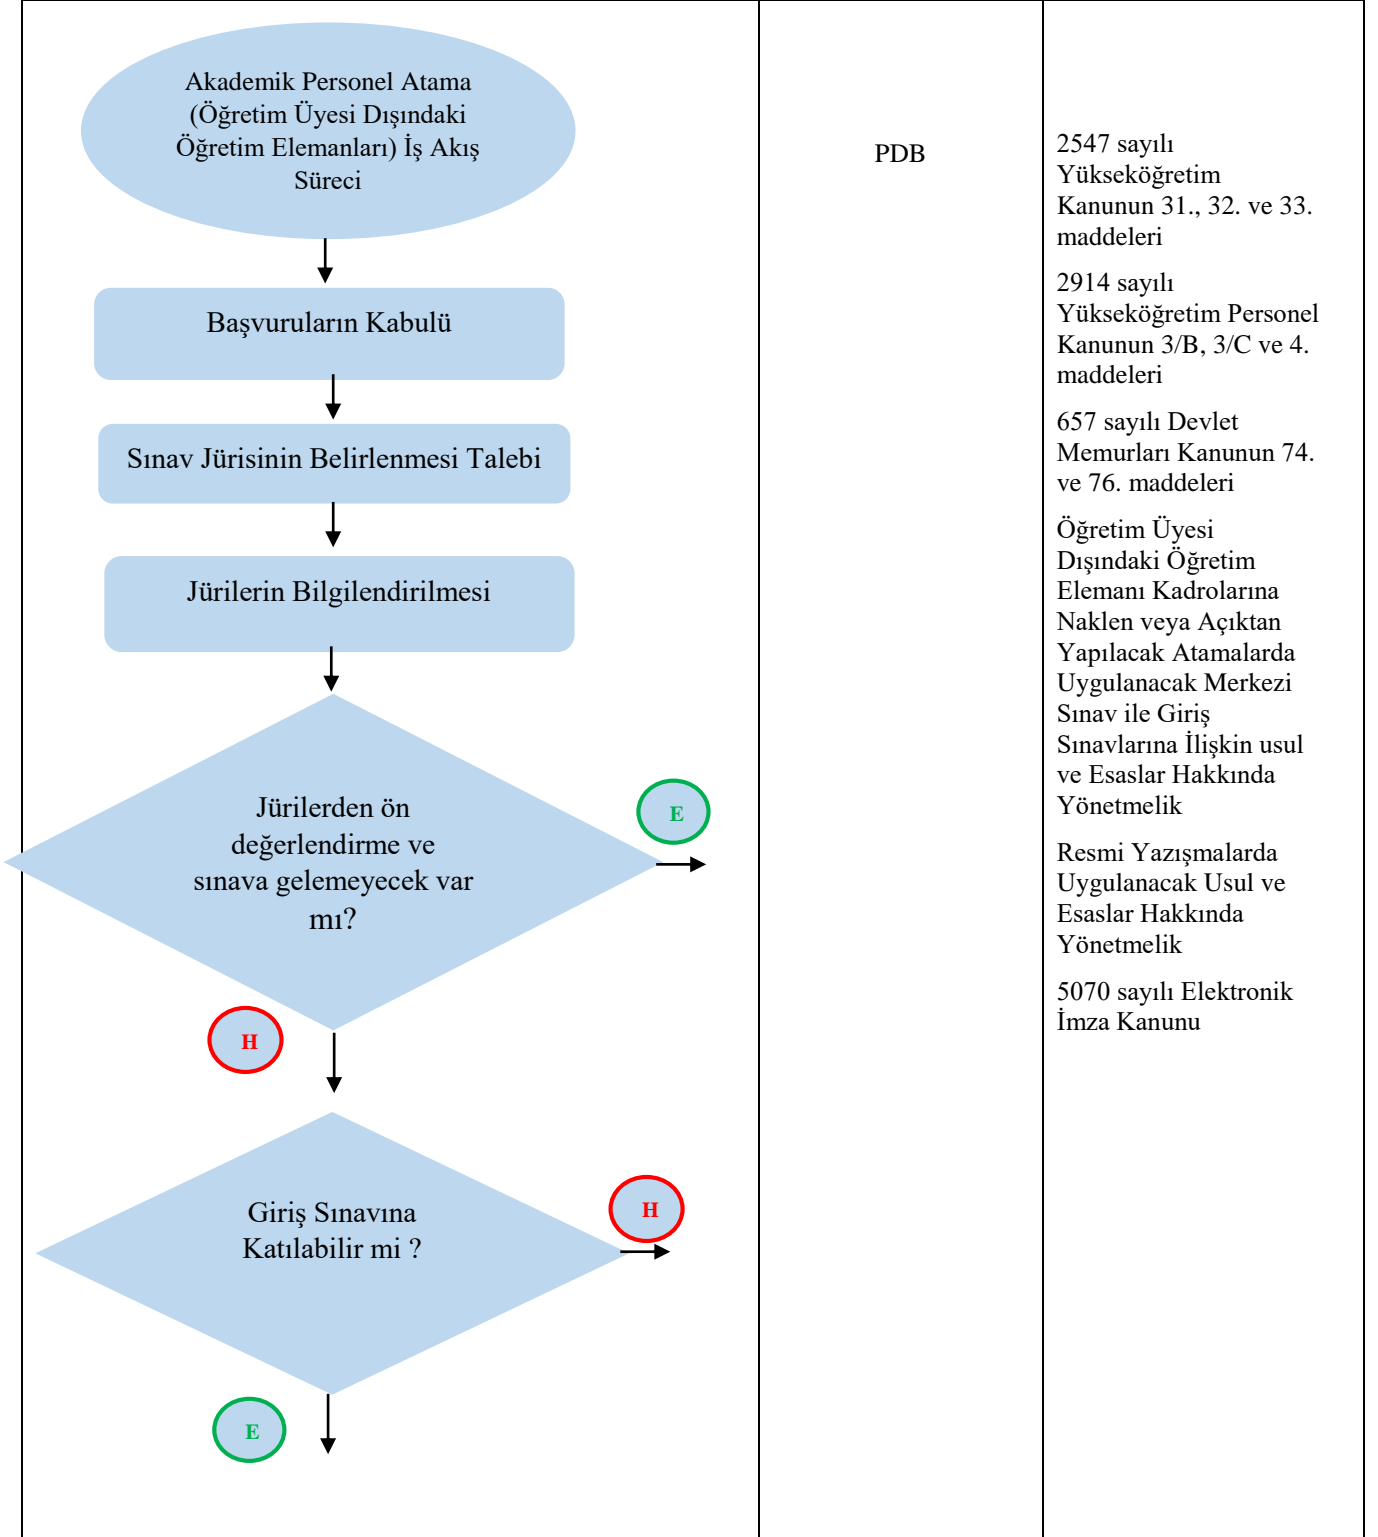 Akademik Personel Atama
(Öğretim Üyesi Dışındaki
Öğretim Elemanları) İş Akış
Süreci
Başvuruların Kabulü
Sınav Jürisinin Belirlenmesi Talebi
Jürilerin Bilgilendirilmesi
Jürilerden ön
değerlendirme ve
sınava gelemeyecek var
mı?
E
H
Giriş Sınavına
Katılabilir mi ?
H
E
PDB
2547 sayılı
Yükseköğretim
Kanunun 31., 32. ve 33.
maddeleri
2914 sayılı
Yükseköğretim Personel
Kanunun 3/B, 3/C ve 4.
maddeleri
657 sayılı Devlet
Memurları Kanunun 74.
ve 76. maddeleri
Öğretim Üyesi
Dışındaki Öğretim
Elemanı Kadrolarına
Naklen veya Açıktan
Yapılacak Atamalarda
Uygulanacak Merkezi
Sınav ile Giriş
Sınavlarına İlişkin usul
ve Esaslar Hakkında
Yönetmelik
Resmi Yazışmalarda
Uygulanacak Usul ve
Esaslar Hakkında
Yönetmelik
5070 sayılı Elektronik
İmza Kanunu